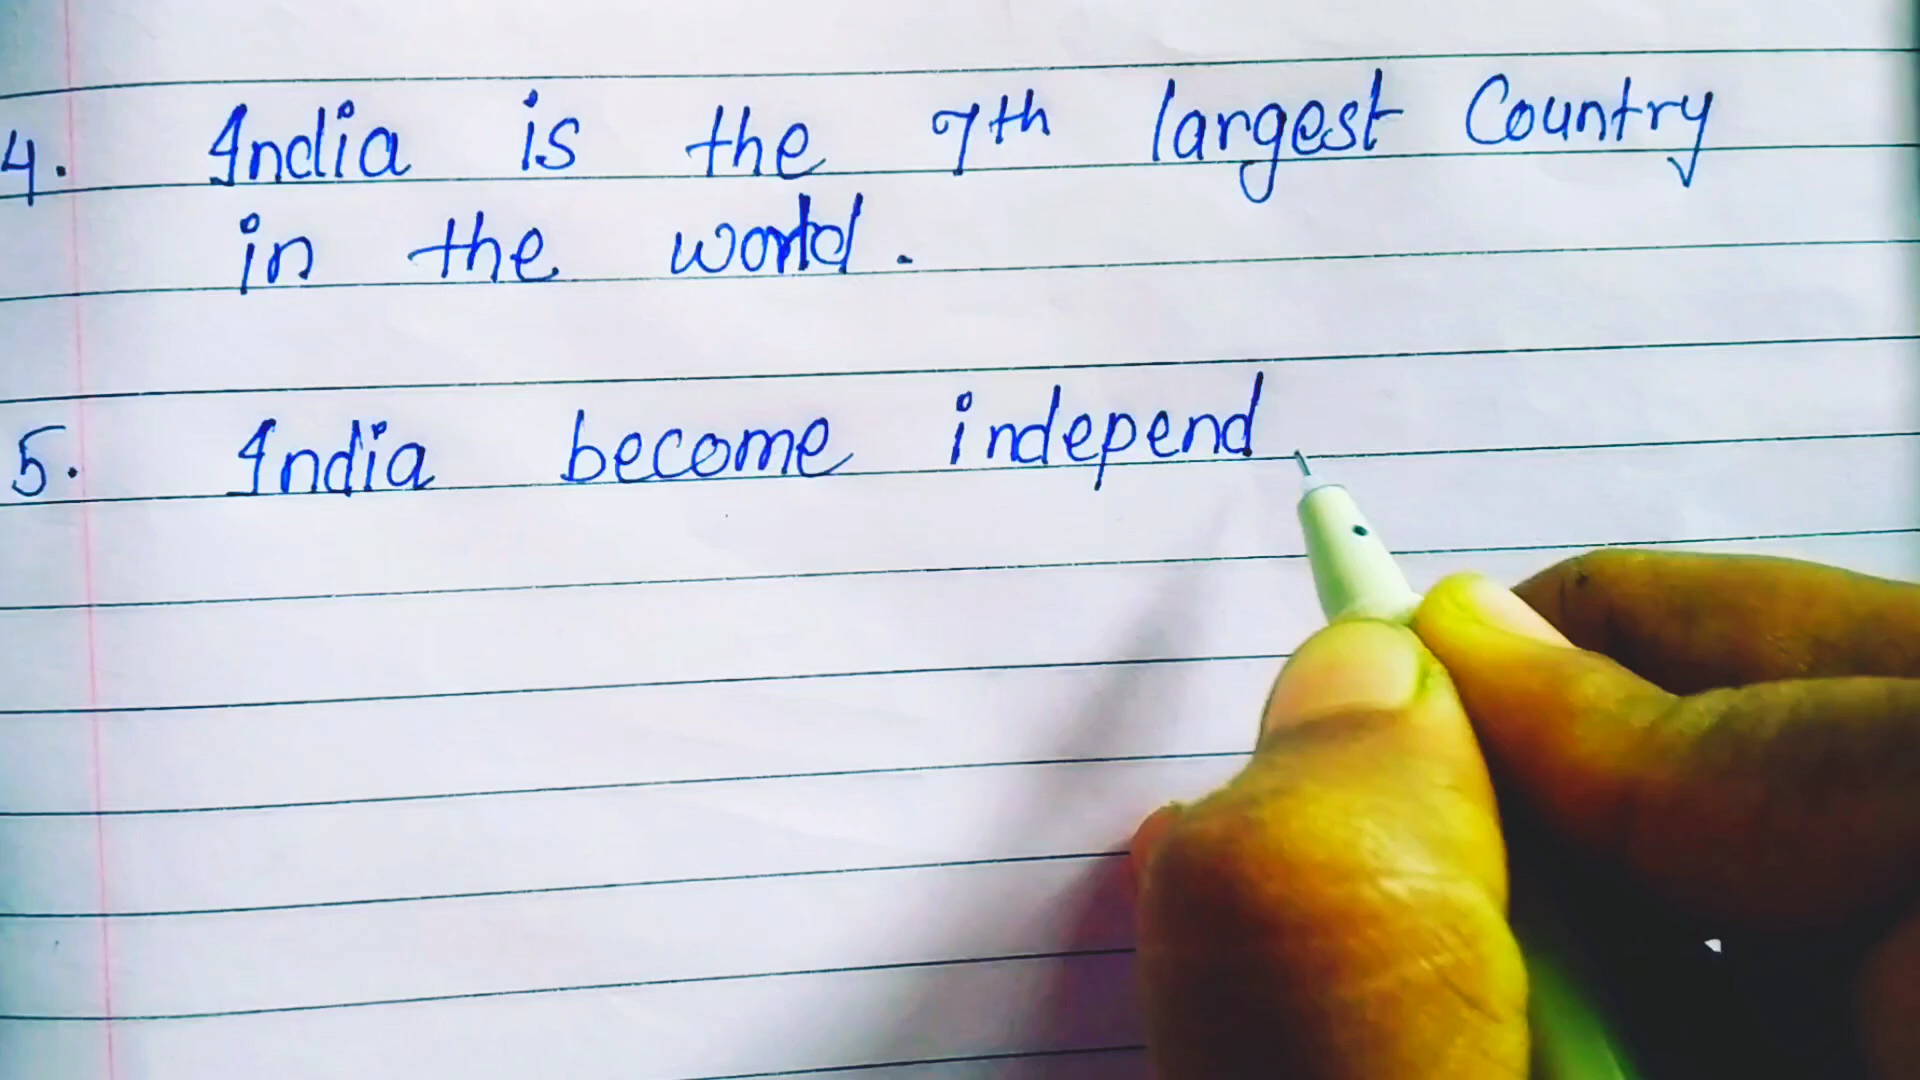 4. India is the 7th largest Country
in the world.
5. India become independ